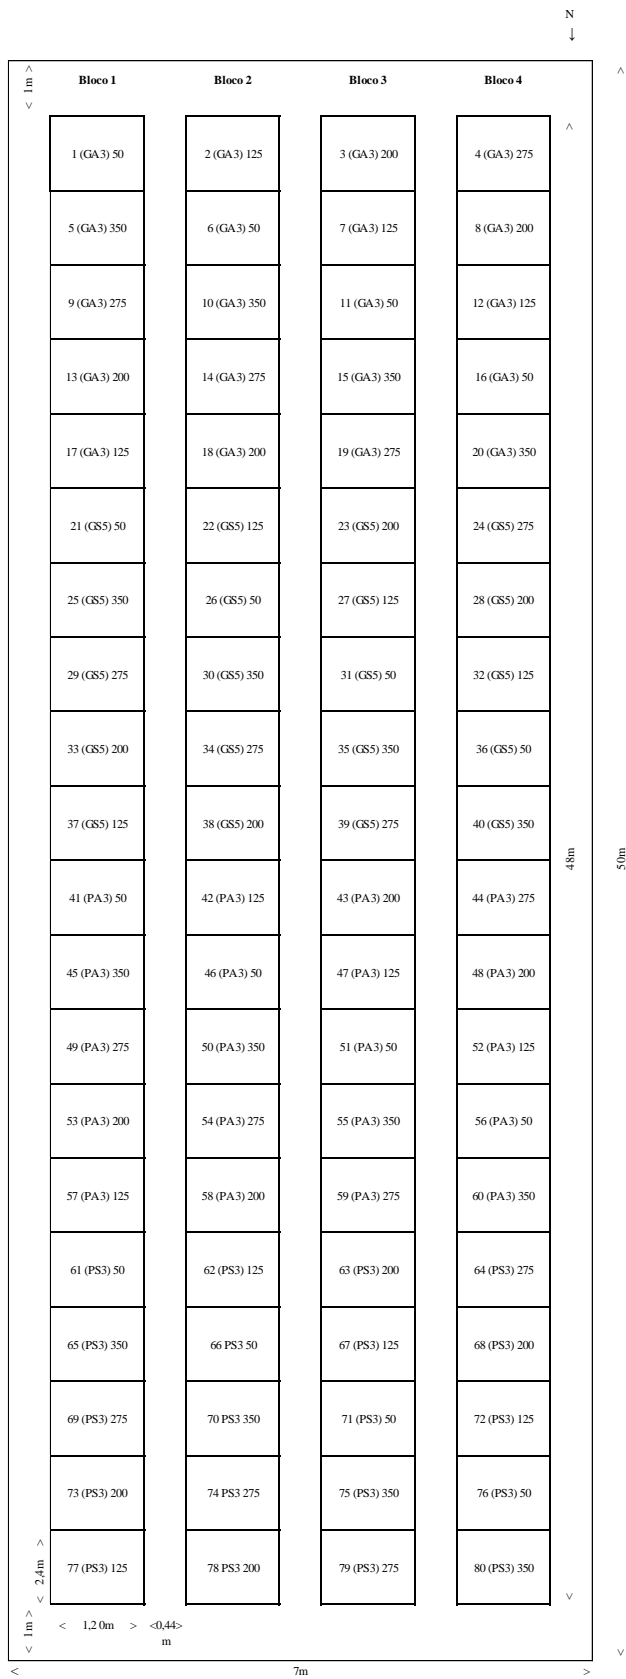 N
↓
< 1m >
Bloco 1 Bloco 2 Bloco 3 Bloco 4
1 (GA3) 50 2 (GA3) 125 3 (GA3) 200 4 (GA3) 275
5 (GA3) 350 6 (GA3) 50 7 (GA3) 125 8 (GA3) 200
9 (GA3) 275 10 (GA3) 350 11 (GA3) 50 12 (GA3) 125
13 (GA3) 200 14 (GA3) 275 15 (GA3) 350 16 (GA3) 50
17 (GA3) 125 18 (GA3) 200 19 (GA3) 275 20 (GA3) 350
21 (GS5) 50 22 (GS5) 125 23 (GS5) 200 24 (GS5) 275
25 (GS5) 350 26 (GS5) 50 27 (GS5) 125 28 (GS5) 200
29 (GS5) 275 30 (GS5) 350 31 (GS5) 50 32 (GS5) 125
33 (GS5) 200 34 (GS5) 275 35 (GS5) 350 36 (GS5) 50
37 (GS5) 125 38 (GS5) 200 39 (GS5) 275 40 (GS5) 350
< 48m >
< 50m >
41 (PA3) 50 42 (PA3) 125 43 (PA3) 200 44 (PA3) 275
45 (PA3) 350 46 (PA3) 50 47 (PA3) 125 48 (PA3) 200
49 (PA3) 275 50 (PA3) 350 51 (PA3) 50 52 (PA3) 125
53 (PA3) 200 54 (PA3) 275 55 (PA3) 350 56 (PA3) 50
57 (PA3) 125 58 (PA3) 200 59 (PA3) 275 60 (PA3) 350
61 (PS3) 50 62 (PS3) 125 63 (PS3) 200 64 (PS3) 275
65 (PS3) 350 66 PS3 50 67 (PS3) 125 68 (PS3) 200
69 (PS3) 275 70 PS3 350 71 (PS3) 50 72 (PS3) 125
73 (PS3) 200 74 PS3 275 75 (PS3) 350 76 (PS3) 50
77 (PS3) 125 78 PS3 200 79 (PS3) 275 80 (PS3) 350
< 2,4m >
< 1m >
< 1,20m > <0,44>
m
< 7m >